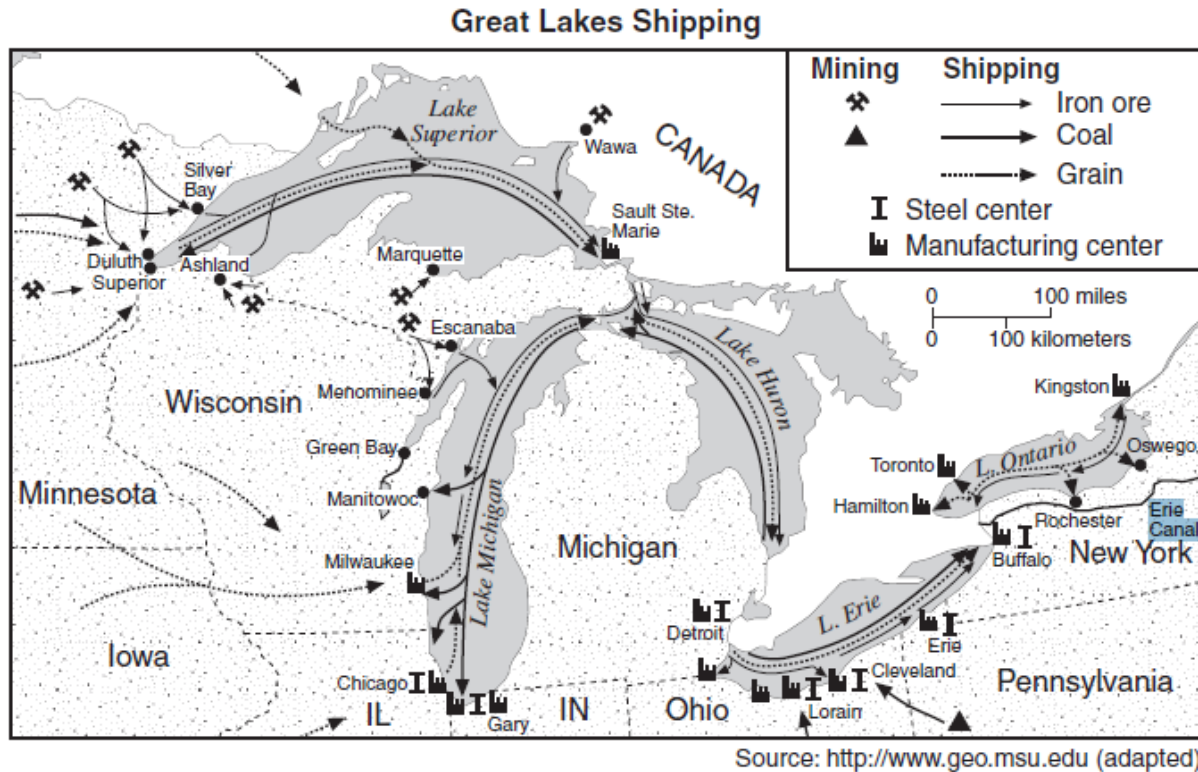 Great Lakes Shipping
Mining
Shipping
Iron ore
Coal
Grain
Steel center
Manufacturing center
0 100 miles
0 100 kilometers
Lake
Superior
CANADA
Wawa
Silver
Bay
Sault Ste.
Marie
Duluth
Superior
Ashland
Marquette
Escanaba
Menominee
Wisconsin
Green Bay
Manitowoc
Minnesota
Milwaukee
Lake Michigan
Michigan
Lake Huron
Kingston
Oswego
L. Ontario
Toronto
Hamilton
Rochester
Erie
Canal
New York
Buffalo
L. Erie
Detroit
Erie
Cleveland
Pennsylvania
Lorain
Iowa
Chicago
Gary
IL
IN
Ohio
Source: http://www.geo.msu.edu (adapted)